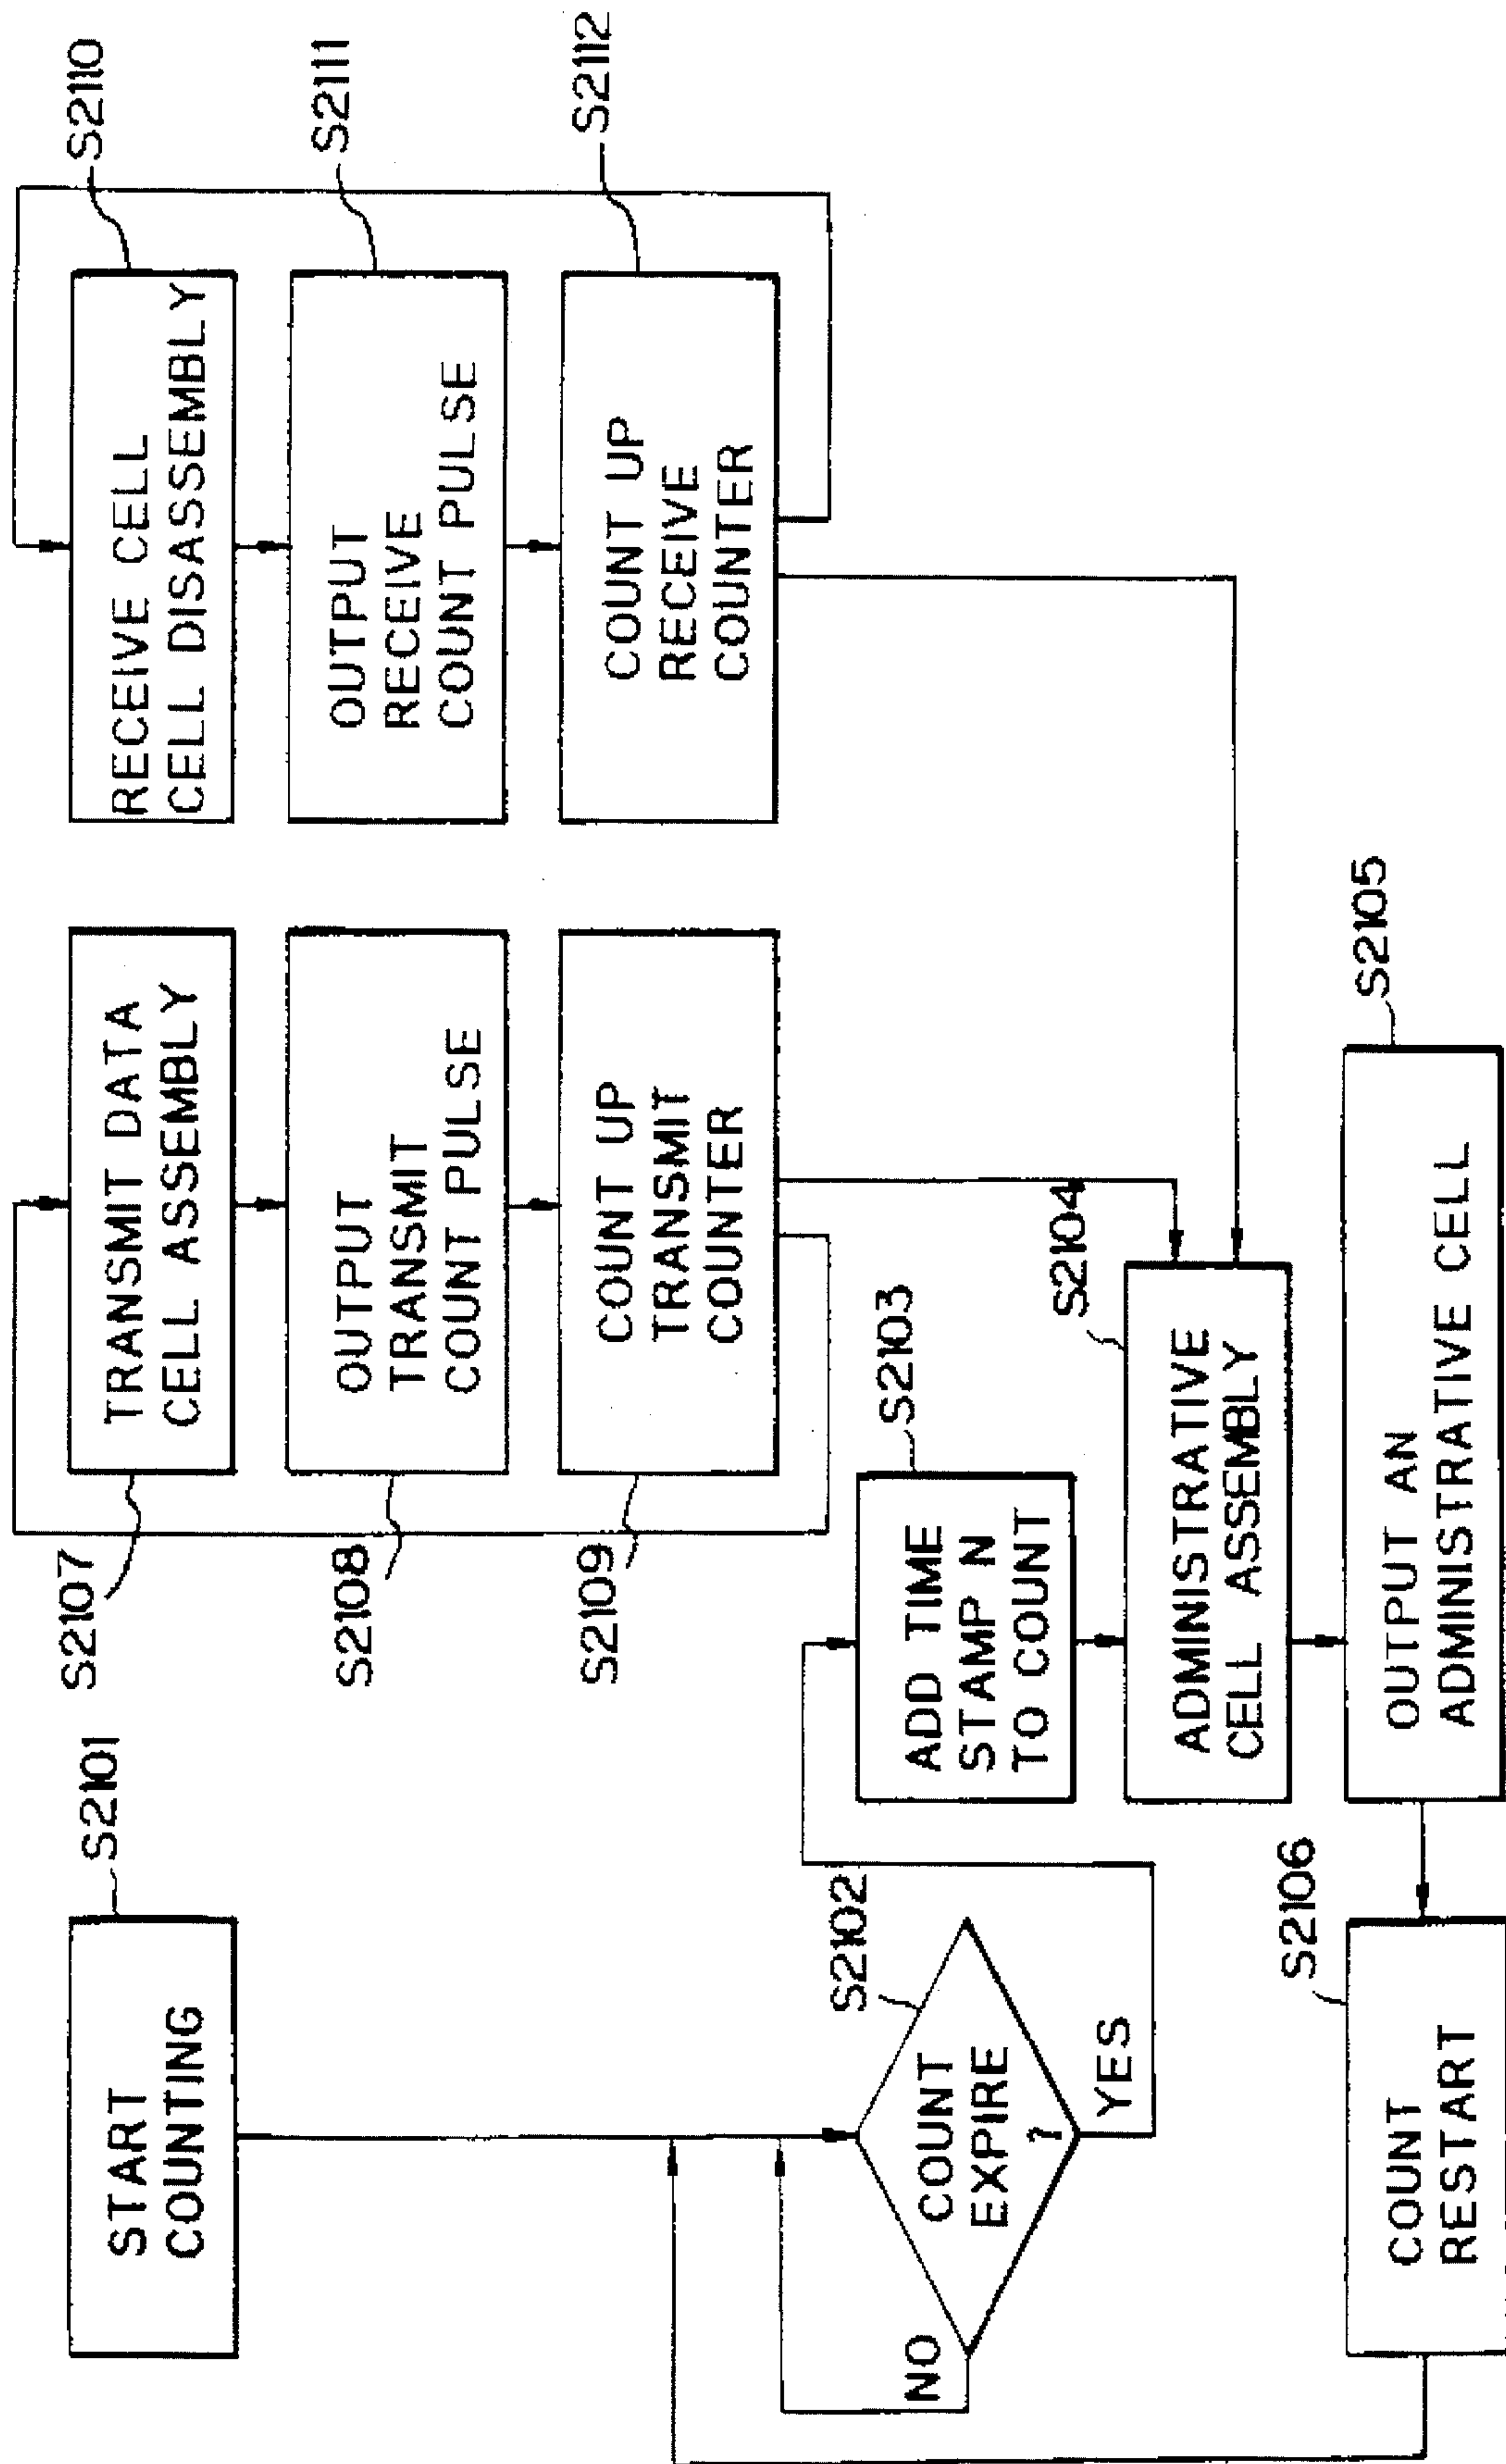 START
COUNTING
S2101
COUNT
EXPIRE
?
S2102
NO
YES
ADD TIME
STAMP N
TO COUNT
S2103
ADMINISTRATIVE
CELL ASSEMBLY
S2104
OUTPUT AN
ADMINISTRATIVE CELL
S2105
COUNT
RESTART
S2106
TRANSMIT DATA
CELL ASSEMBLY
S2107
OUTPUT
TRANSMIT
COUNT PULSE
S2108
COUNT UP
TRANSMIT
COUNTER
S2109
RECEIVE CELL
CELL DISASSEMBLY
S2110
OUTPUT
RECEIVE
COUNT PULSE
S2111
COUNT UP
RECEIVE
COUNTER
S2112